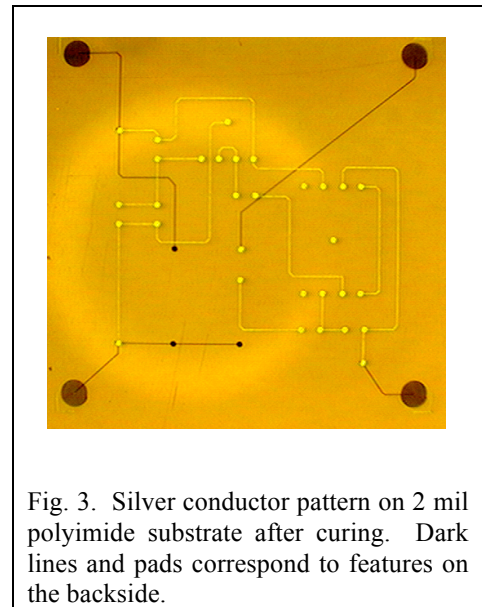 Fig. 3.  Silver conductor pattern on 2 mil
polyimide substrate after curing.  Dark
lines and pads correspond to features on
the backside.